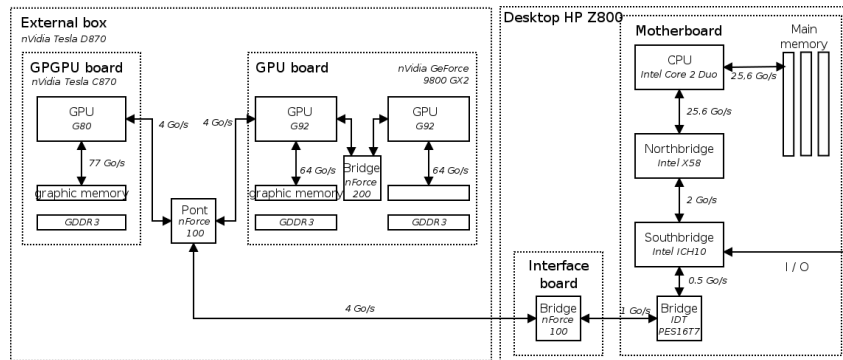 External box
nVidia Tesla D870
GPGPU board
nVidia Tesla C870
GPU
G80
77 Go/s
graphic memory
GDDR3
4 Go/s
Pont
nForce
100
4 Go/s
GPU board
nVidia GeForce
9800 GX2
GPU
G92
64 Go/s
graphic memory
GDDR3
Bridge
nForce
200
GPU
G92
64 Go/s
GDDR3
4 Go/s
Desktop HP Z800
Interface
board
Bridge
nForce
100
1 Go/s
Motherboard
CPU
Intel Core 2 Duo
25,6 Go/s
Main
memory
25.6 Go/s
Northbridge
Intel X58
2 Go/s
Southbridge
Intel ICH10
I / O
0.5 Go/s
Bridge
IDT
PES16T7